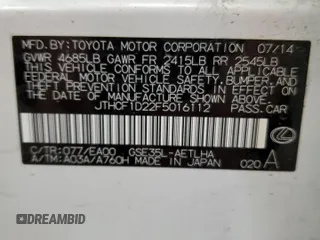 MFD. BY: TOYOTA MOTOR CORPORATION 07/14
GVWR 4685LB GAWR FR 2415LB RR 2545LB
THIS VEHICLE CONFORMS TO ALL APPLICABLE
FEDERAL MOTOR VEHICLE SAFETY, BUMPER, AND
THEFT PREVENTION STANDARDS IN EFFECT ON
THE DATE OF MANUFACTURE SHOWN ABOVE.
JTHCF1D22F5016112 PASS.CAR
C/TR:077/EA00 GSE35L-AETLHA
A/TM:A03A/A760H MADE IN JAPAN 020 A
DREAMBID